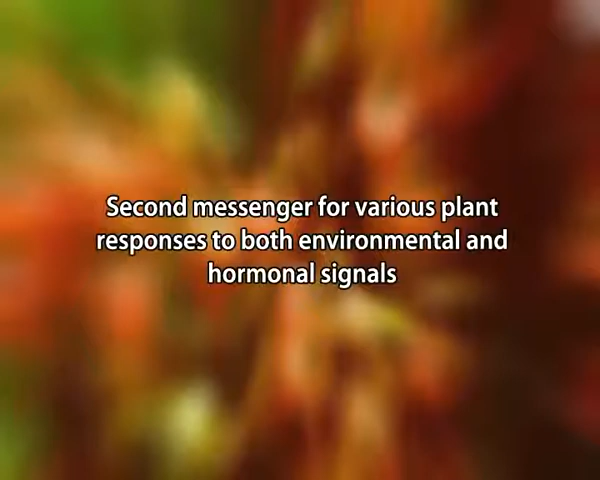 Second messenger for various plant
responses to both environmental and
hormonal signals